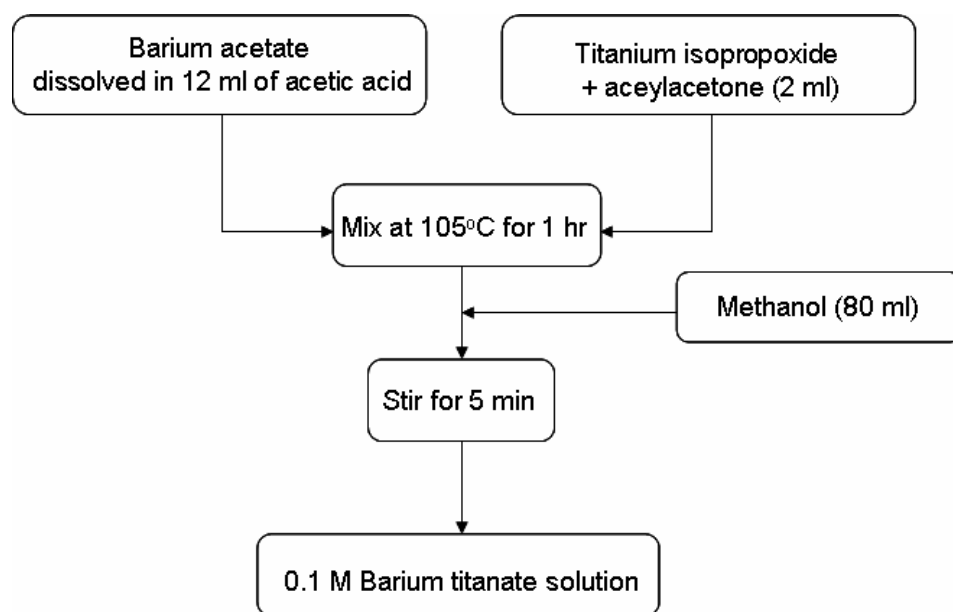 Barium acetate
dissolved in 12 ml of acetic acid
Titanium isopropoxide
+ aceylacetone (2 ml)
Mix at 105°C for 1 hr
Methanol (80 ml)
Stir for 5 min
0.1 M Barium titanate solution